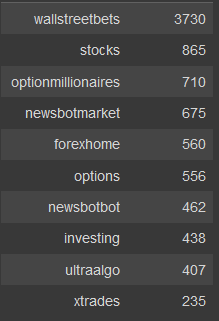 wallstreetbets 3730
stocks 865
optionmillionaires 710
newsbotmarket 675
forexhome 560
options 556
newsbotbot 462
investing 438
ultraalgo 407
xtrades 235